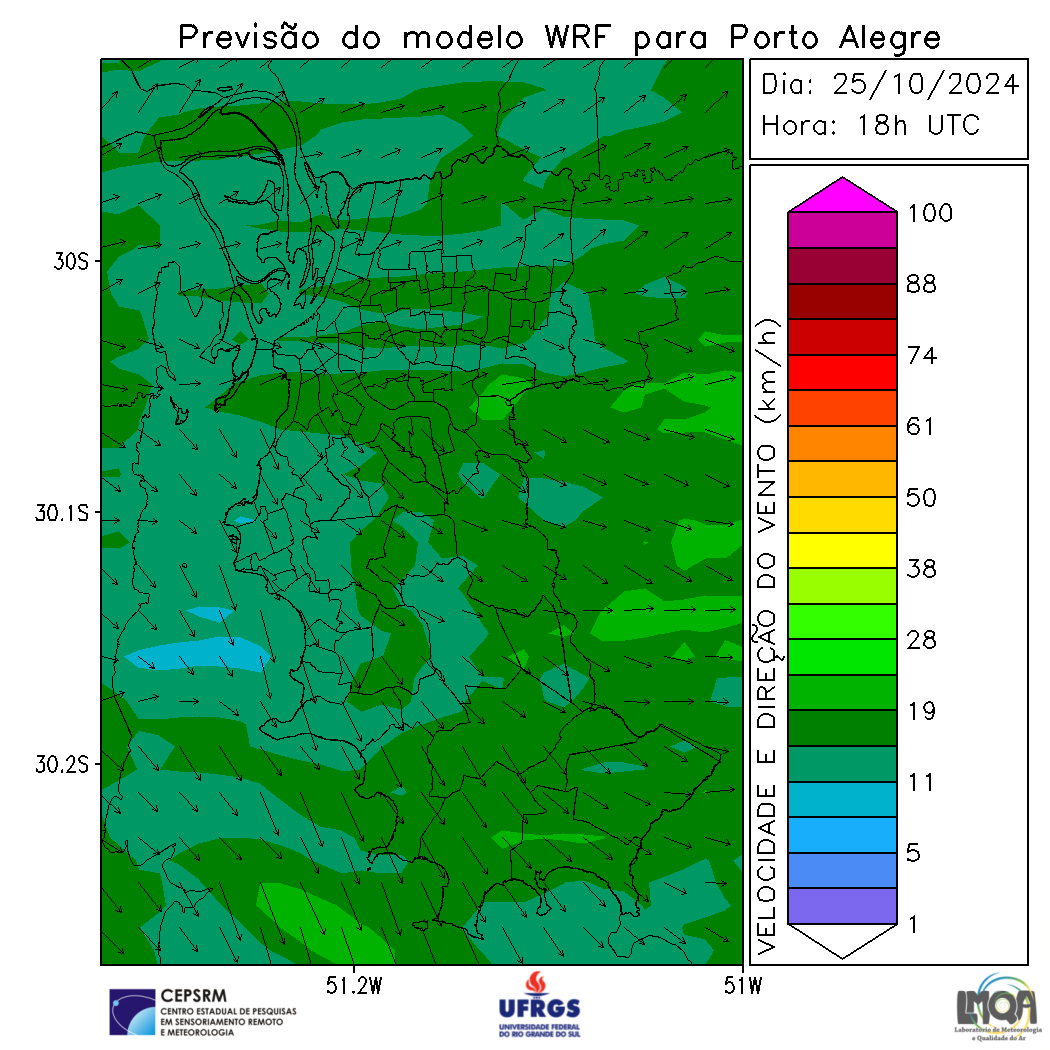 Previsão do modelo WRF para Porto Alegre
Dia: 25/10/2024
Hora: 18h UTC
30S
30.1S
30.2S
51.2W
51W
VELOCIDADE E DIREÇÃO DO VENTO (km/h)
100
88
74
61
50
38
28
19
11
5
1
CEPSRM
CENTRO ESTADUAL DE PESQUISAS
EM SENSORIAMENTO REMOTO
E METEOROLOGIA
UFRGS
UNIVERSIDADE FEDERAL
DO RIO GRANDE DO SUL
LMQA
Laboratório de Meteorologia
e Qualidade do Ar